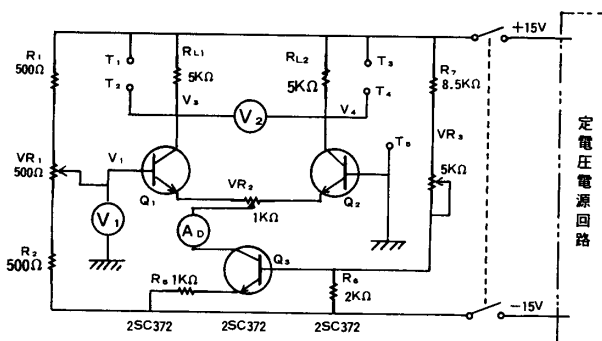 R1
500Ω
VR1
500Ω
R2
500Ω
V1
V1
T1
T2
RL1
5KΩ
V3
V2
V4
RL2
5KΩ
T3
T4
T5
Q1
Q2
VR2
1KΩ
AD
Q3
R5 1KΩ
R6
2KΩ
R7
8.5KΩ
VR3
5KΩ
+15V
-15V
定電圧電源回路
2SC372 2SC372 2SC372